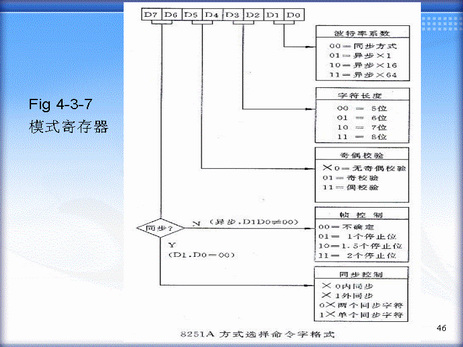 D7 D6 D5 D4 D3 D2 D1 D0
波特率系数
00=同步方式
01=异步×1
10=异步×16
11=异步×64
Fig 4-3-7
模式寄存器
字符长度
00 = 5位
01 = 6位
10 = 7位
11 = 8位
奇偶校验
×0=无奇偶校验
01=奇校验
11=偶校验
同步?
N (异步.D1D0≠00)
Y
(D1.D0=00)
帧 控 制
00=不确定
01= 1个停止位
10=1.5个停止位
11= 2个停止位
同步控制
×0内同步
×1外同步
0×两个同步字符
1×单个同步字符
8251A 方式选择命令字格式
46